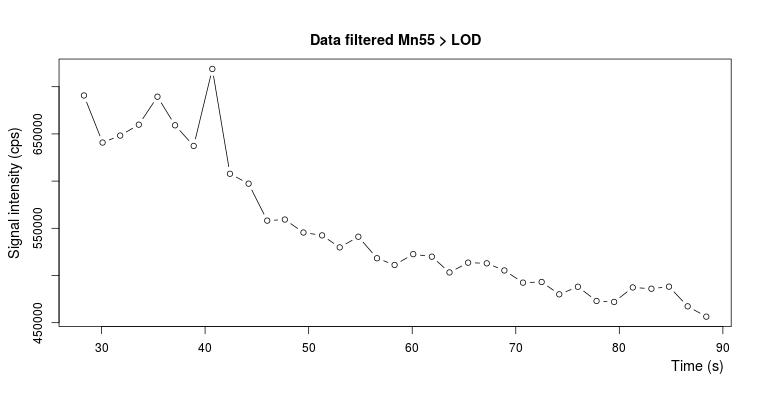 Data filtered Mn55 > LOD
Signal intensity (cps)
650000
550000
450000
30 40 50 60 70 80 90
Time (s)